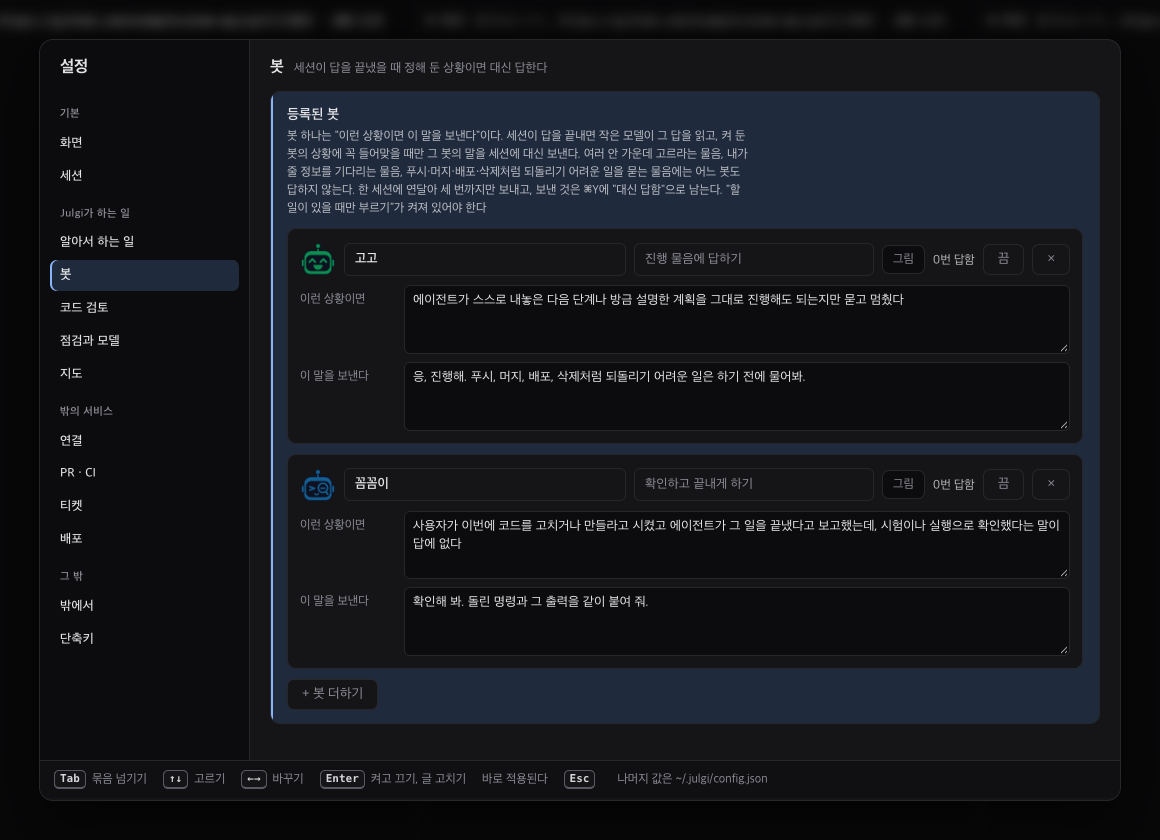 설정
기본
화면
세션
Julgi가 하는 일
알아서 하는 일
봇
코드 검토
점검과 모델
지도
밖의 서비스
연결
PR · CI
티켓
배포
그 밖
밖에서
단축키
봇 세션이 답을 끝냈을 때 정해 둔 상황이면 대신 답한다
등록된 봇
봇 하나는 "이런 상황이면 이 말을 보낸다"이다. 세션이 답을 끝내면 작은 모델이 그 답을 읽고, 켜 둔
봇의 상황에 꼭 들어맞을 때만 그 봇의 말을 세션에 대신 보낸다. 여러 안 가운데 고르라는 물음, 내가
줄 정보를 기다리는 물음, 푸시·머지·배포·삭제처럼 되돌리기 어려운 일을 묻는 물음에는 어느 봇도
답하지 않는다. 한 세션에 연달아 세 번까지만 보내고, 보낸 것은 ⌘Y에 "대신 답함"으로 남는다. "할
일이 있을 때만 부르기"가 켜져 있어야 한다
고고 진행 물음에 답하기 그림 0번 답함 끔 ×
이런 상황이면 에이전트가 스스로 내놓은 다음 단계나 방금 설명한 계획을 그대로 진행해도 되는지만 묻고 멈췄다
이 말을 보낸다 응, 진행해. 푸시, 머지, 배포, 삭제처럼 되돌리기 어려운 일은 하기 전에 물어봐.
꼼꼼이 확인하고 끝내게 하기 그림 0번 답함 끔 ×
이런 상황이면 사용자가 이번에 코드를 고치거나 만들라고 시켰고 에이전트가 그 일을 끝냈다고 보고했는데, 시험이나 실행으로 확인했다는 말이
답에 없다
이 말을 보낸다 확인해 봐. 돌린 명령과 그 출력을 같이 붙여 줘.
+ 봇 더하기
Tab 묶음 넘기기 ↑↓ 고르기 ←→ 바꾸기 Enter 켜고 끄기, 글 고치기 바로 적용된다 Esc 나머지 값은 ~/.julgi/config.json